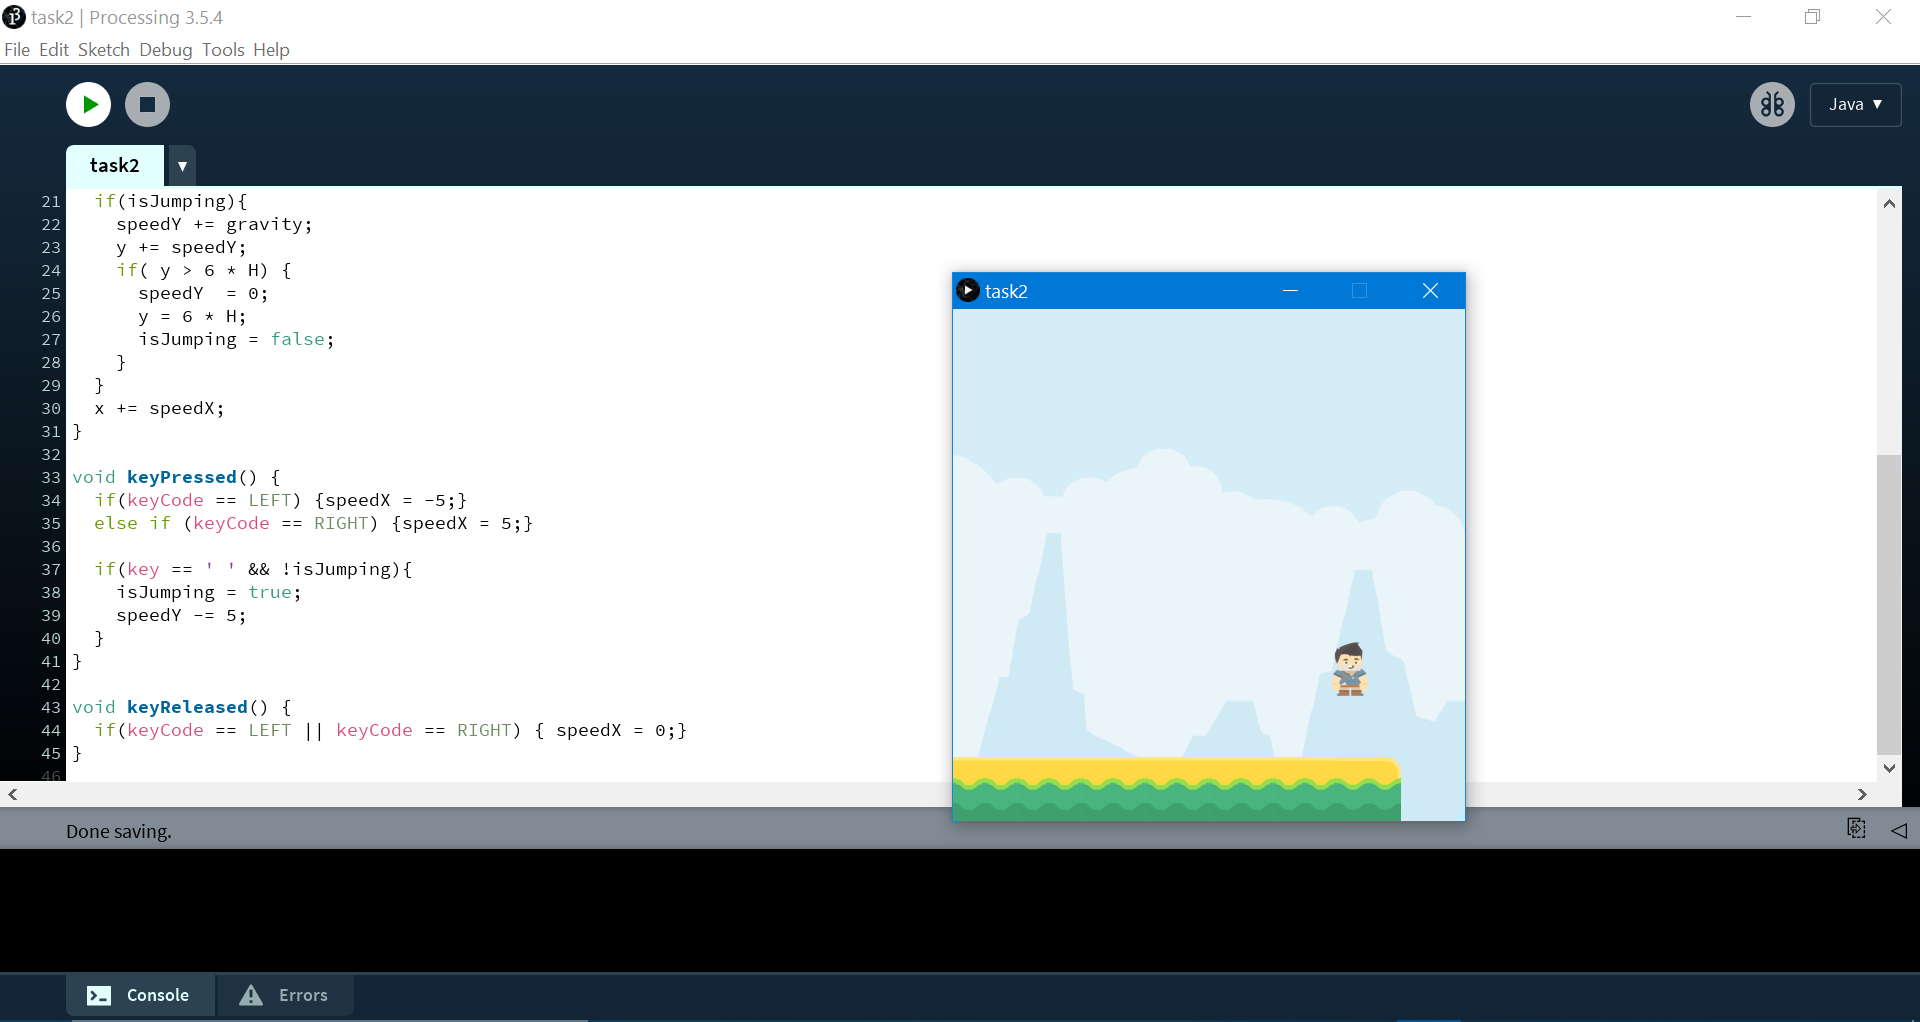 task2 | Processing 3.5.4
File Edit Sketch Debug Tools Help
Java ▼
task2 ▼
21 if(isJumping){
22 speedY += gravity;
23 y += speedY;
24 if( y > 6 * H) {
25 speedY  = 0;
26 y = 6 * H;
27 isJumping = false;
28 }
29 }
30 x += speedX;
31 }
32
33 void keyPressed() {
34 if(keyCode == LEFT) {speedX = -5;}
35 else if (keyCode == RIGHT) {speedX = 5;}
36
37 if(key == ' ' && !isJumping){
38 isJumping = true;
39 speedY -= 5;
40 }
41 }
42
43 void keyReleased() {
44 if(keyCode == LEFT || keyCode == RIGHT) { speedX = 0;}
45 }
46
task2
Done saving.
Console
Errors